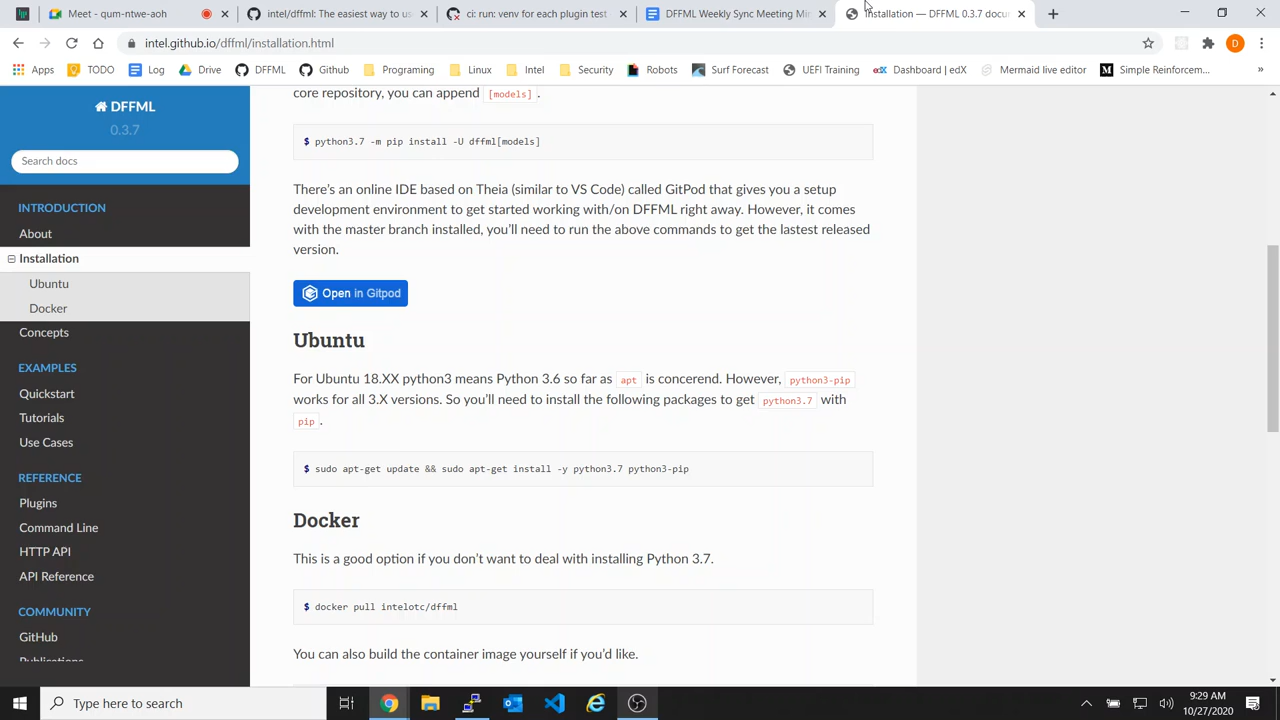 Meet - qum-ntwe-aoh
intel/dffml: The easiest way to us
ci: run: venv for each plugin test
DFFML Weekly Sync Meeting Mi
Installation — DFFML 0.3.7 docu
intel.github.io/dffml/installation.html
D
Apps
TODO
Log
Drive
DFFML
Github
Programing
Linux
Intel
Security
Robots
Surf Forecast
UEFI Training
Dashboard | edX
Mermaid live editor
Simple Reinforcem...
»
DFFML
0.3.7
Search docs
INTRODUCTION
About
Installation
Ubuntu
Docker
Concepts
EXAMPLES
Quickstart
Tutorials
Use Cases
REFERENCE
Plugins
Command Line
HTTP API
API Reference
COMMUNITY
GitHub
Publications
core repository, you can append [models] .
$ python3.7 -m pip install -U dffml[models]
There's an online IDE based on Theia (similar to VS Code) called GitPod that gives you a setup
development environment to get started working with/on DFFML right away. However, it comes
with the master branch installed, you'll need to run the above commands to get the lastest released
version.
Open in Gitpod
Ubuntu
For Ubuntu 18.XX python3 means Python 3.6 so far as apt is concerend. However, python3-pip
works for all 3.X versions. So you'll need to install the following packages to get python3.7 with
pip .
$ sudo apt-get update && sudo apt-get install -y python3.7 python3-pip
Docker
This is a good option if you don't want to deal with installing Python 3.7.
$ docker pull intelotc/dffml
You can also build the container image yourself if you'd like.
Type here to search
9:29 AM
10/27/2020